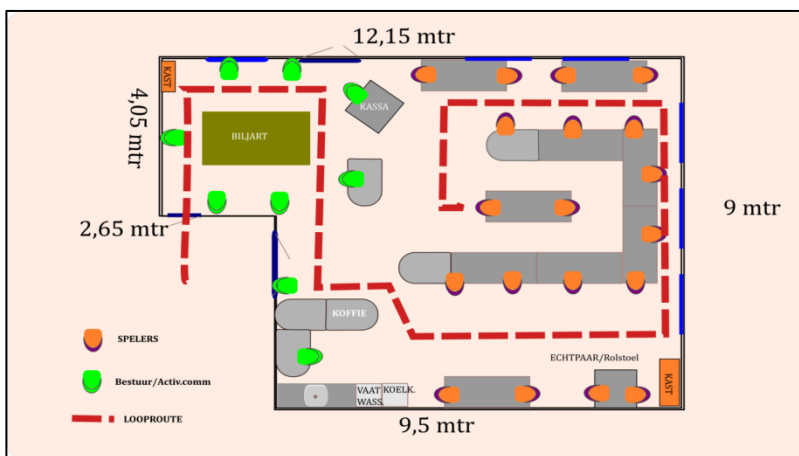 12,15 mtr
KAST
KASSA
4,05 mtr
BILJART
9 mtr
2,65 mtr
KOFFIE
SPELERS
ECHTPAAR/Rolstoel
Bestuur/Activ.comm
KAST
VAAT
WASS.
KOELK.
LOOPROUTE
9,5 mtr